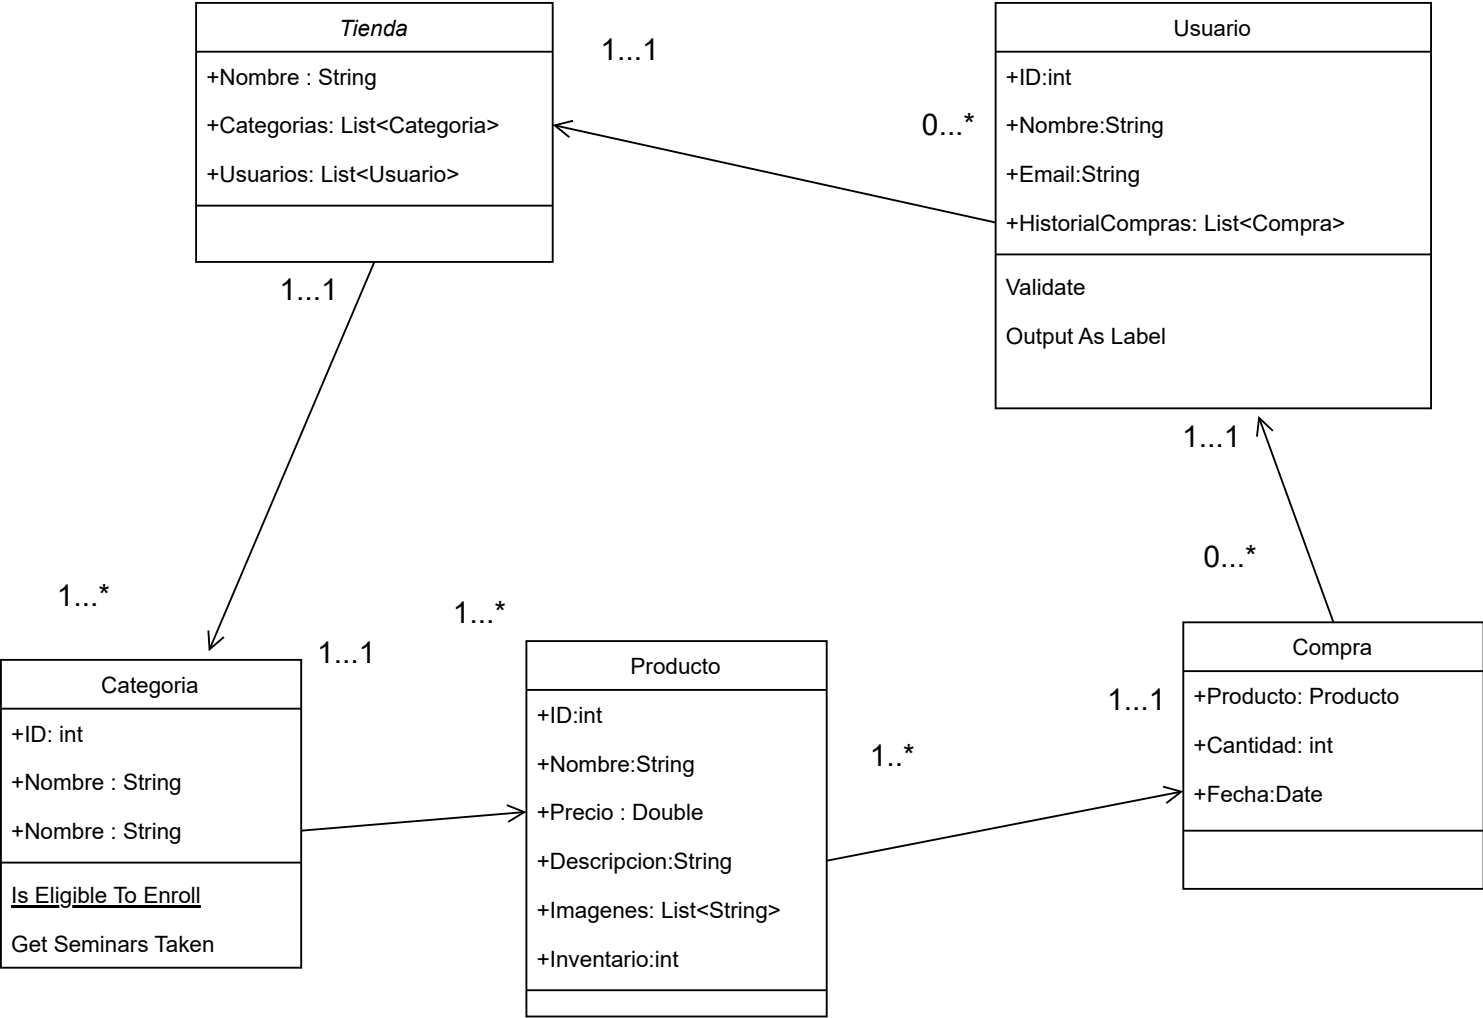 Tienda
+Nombre : String
+Categorias: List<Categoria>
+Usuarios: List<Usuario>
1...1
0...*
Usuario
+ID:int
+Nombre:String
+Email:String
+HistorialCompras: List<Compra>
Validate
Output As Label
1...1
1...*
1...1
0...*
Categoria
+ID: int
+Nombre : String
+Nombre : String
Is Eligible To Enroll
Get Seminars Taken
1...1
1...*
Producto
+ID:int
+Nombre:String
+Precio : Double
+Descripcion:String
+Imagenes: List<String>
+Inventario:int
1..*
1...1
Compra
+Producto: Producto
+Cantidad: int
+Fecha:Date